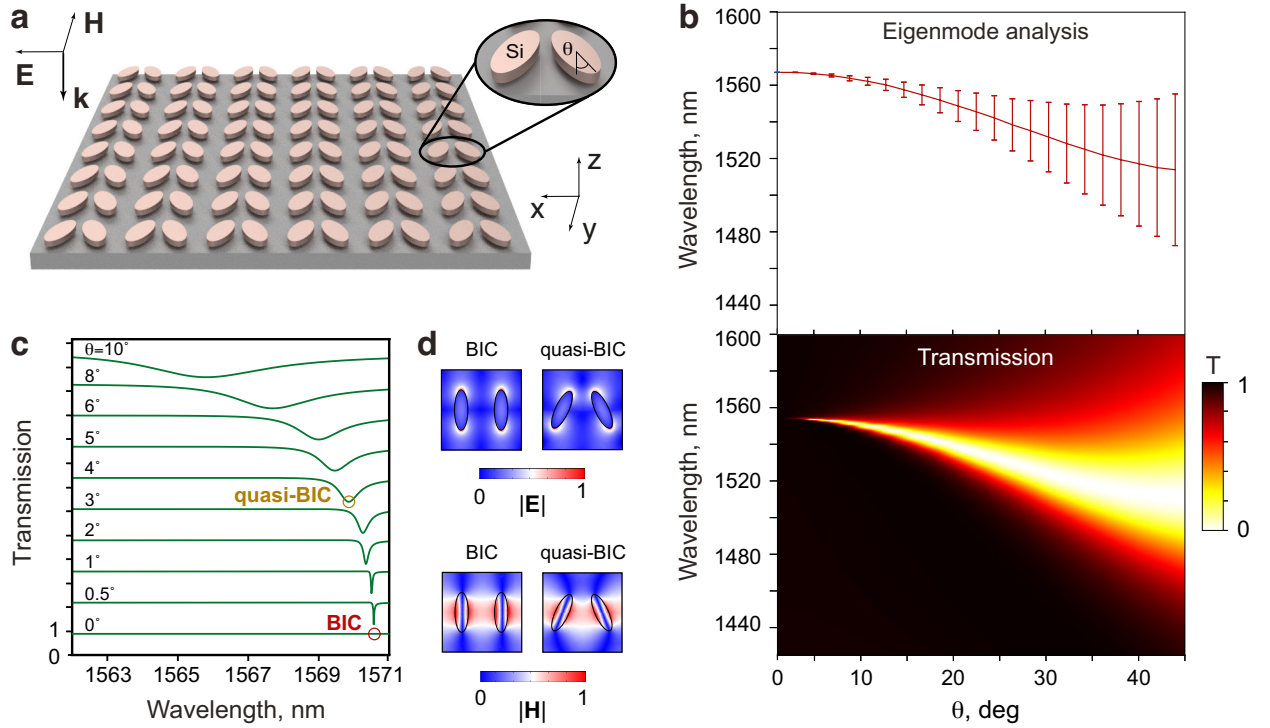 a
H
E
k
Si
θ
z
x
y
b
Eigenmode analysis
Wavelength, nm
1600
1560
1520
1480
1440
Transmission
Wavelength, nm
1600
1560
1520
1480
1440
0
10
20
30
40
θ, deg
T
1
0
c
Transmission
θ=10°
8°
6°
5°
4°
quasi-BIC
3°
2°
1°
0.5°
0°
BIC
1
0
1563
1565
1567
1569
1571
Wavelength, nm
d
BIC quasi-BIC
0 1
|E|
BIC quasi-BIC
0 1
|H|